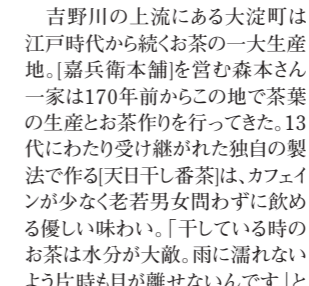 吉野川の上流にある大淀町は
江戸時代から続くお茶の一大生産
地。[嘉兵衛本舗]を営む森本さん
一家は170年前からこの地で茶葉
の生産とお茶作りを行ってきた。13
代にわたり受け継がれた独自の製
法で作る[天日干し番茶]は、カフェイ
ンが少なく老若男女問わずに飲め
る優しい味わい。「干している時の
お茶は水分が大敵。雨に濡れない
よう片時も目が離せないんです」と